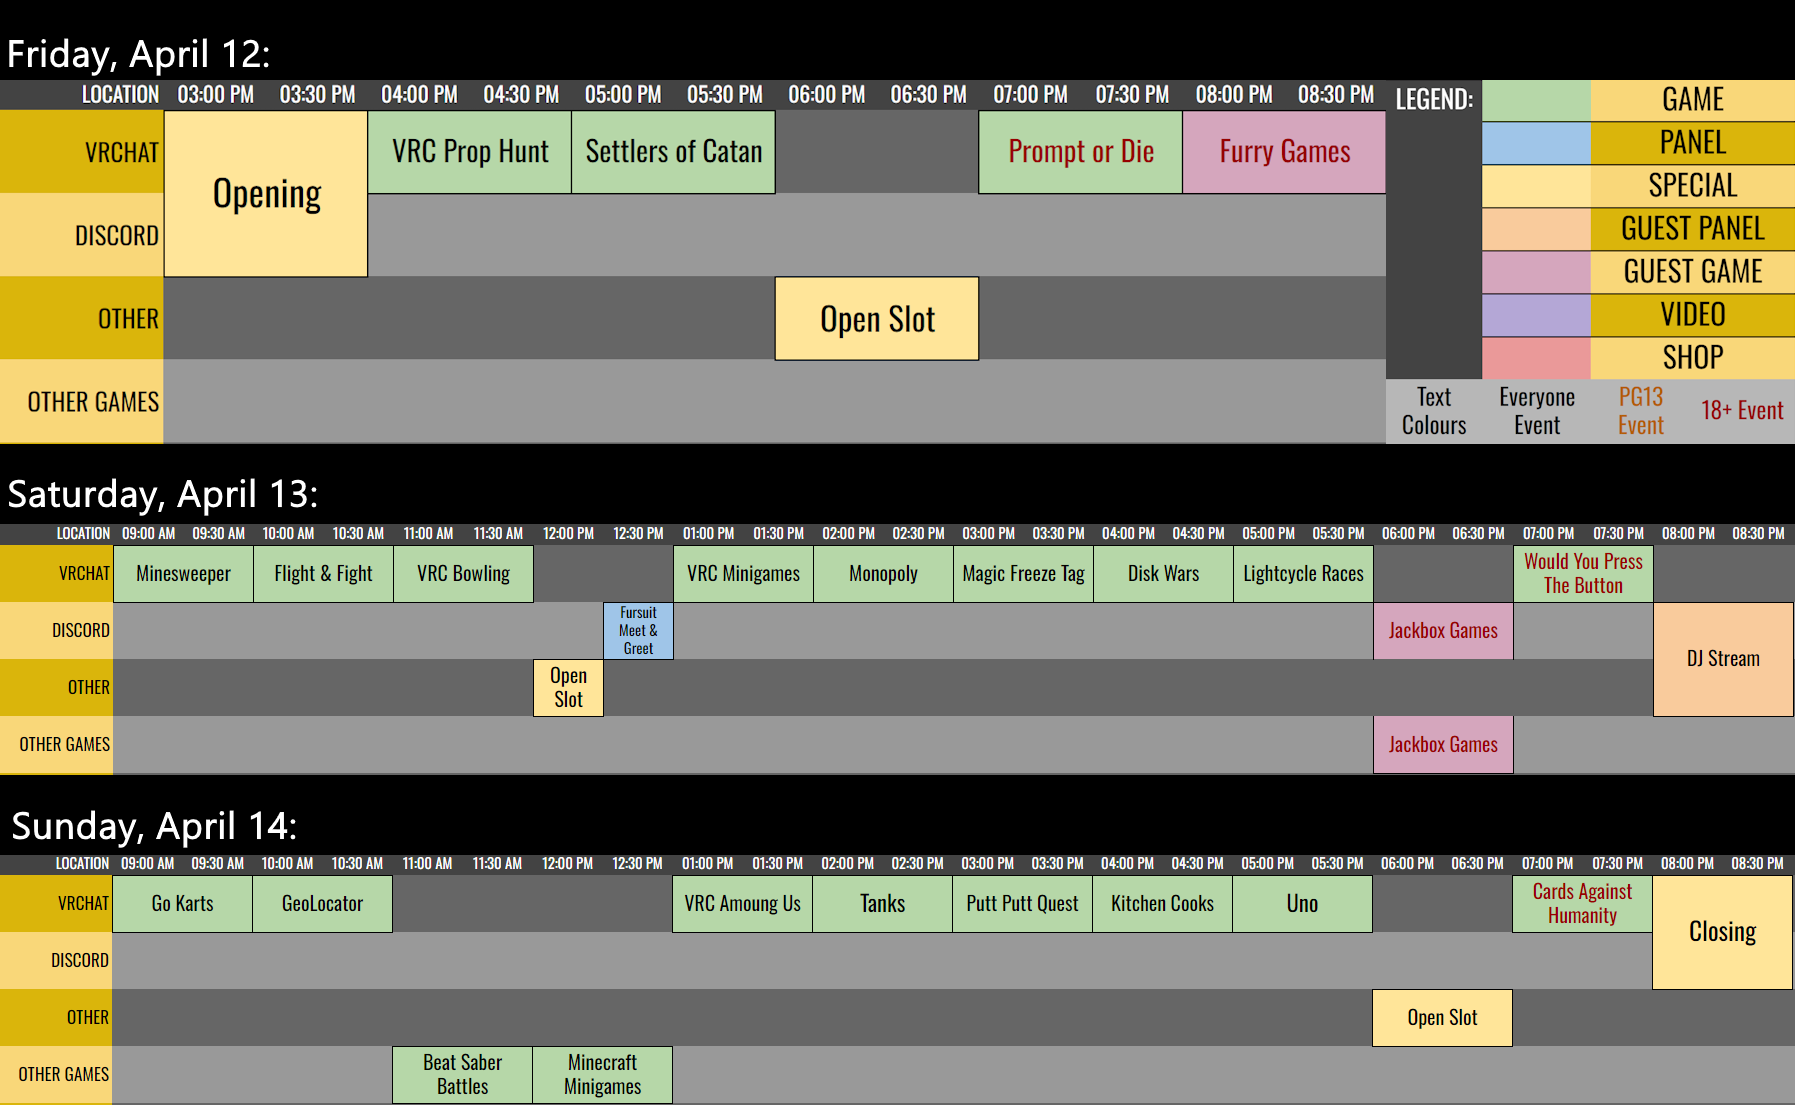 Friday, April 12:
LOCATION 03:00 PM 03:30 PM 04:00 PM 04:30 PM 05:00 PM 05:30 PM 06:00 PM 06:30 PM 07:00 PM 07:30 PM 08:00 PM 08:30 PM
VRCHAT
Opening
VRC Prop Hunt
Settlers of Catan
Prompt or Die
Furry Games
DISCORD
OTHER
Open Slot
OTHER GAMES
LEGEND:
GAME
PANEL
SPECIAL
GUEST PANEL
GUEST GAME
VIDEO
SHOP
Text
Colours
Everyone
Event
PG13
Event
18+ Event
Saturday, April 13:
LOCATION 09:00 AM 09:30 AM 10:00 AM 10:30 AM 11:00 AM 11:30 AM 12:00 PM 12:30 PM 01:00 PM 01:30 PM 02:00 PM 02:30 PM 03:00 PM 03:30 PM 04:00 PM 04:30 PM 05:00 PM 05:30 PM 06:00 PM 06:30 PM 07:00 PM 07:30 PM 08:00 PM 08:30 PM
VRCHAT
Minesweeper
Flight & Fight
VRC Bowling
VRC Minigames
Monopoly
Magic Freeze Tag
Disk Wars
Lightcycle Races
Would You Press
The Button
DISCORD
Fursuit
Meet &
Greet
Jackbox Games
DJ Stream
OTHER
Open
Slot
OTHER GAMES
Jackbox Games
Sunday, April 14:
LOCATION 09:00 AM 09:30 AM 10:00 AM 10:30 AM 11:00 AM 11:30 AM 12:00 PM 12:30 PM 01:00 PM 01:30 PM 02:00 PM 02:30 PM 03:00 PM 03:30 PM 04:00 PM 04:30 PM 05:00 PM 05:30 PM 06:00 PM 06:30 PM 07:00 PM 07:30 PM 08:00 PM 08:30 PM
VRCHAT
Go Karts
GeoLocator
VRC Amoung Us
Tanks
Putt Putt Quest
Kitchen Cooks
Uno
Cards Against
Humanity
Closing
DISCORD
OTHER
Open Slot
OTHER GAMES
Beat Saber
Battles
Minecraft
Minigames